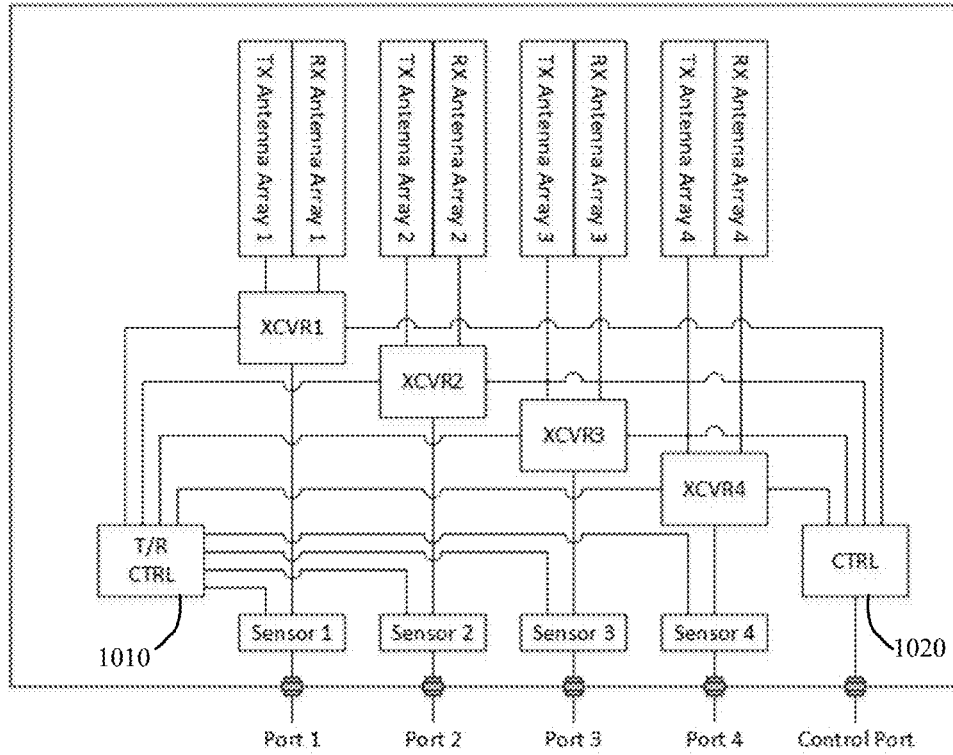 TX Antenna Array 1
RX Antenna Array 1
TX Antenna Array 2
RX Antenna Array 2
TX Antenna Array 3
RX Antenna Array 3
TX Antenna Array 4
RX Antenna Array 4
XCVR1
XCVR2
XCVR3
XCVR4
T/R
CTRL
CTRL
Sensor 1
Sensor 2
Sensor 3
Sensor 4
1010
1020
Port 1
Port 2
Port 3
Port 4
Control Port